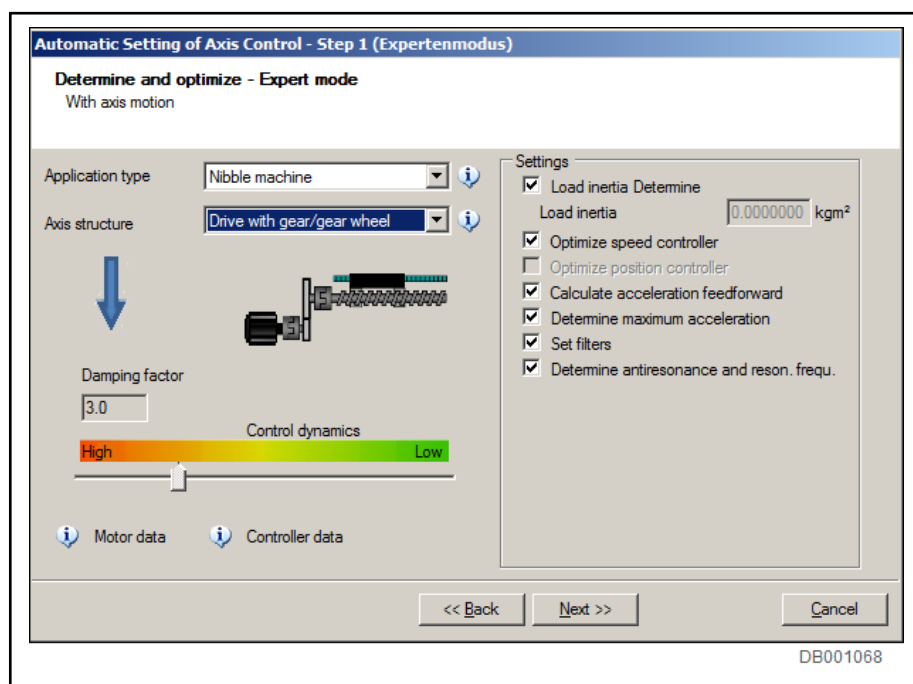 Automatic Setting of Axis Control - Step 1 (Expertenmodus)
Determine and optimize - Expert mode
With axis motion
Application type
Nibble machine
Axis structure
Drive with gear/gear wheel
Damping factor
3.0
Control dynamics
High
Low
Motor data
Controller data
Settings
Load inertia Determine
Load inertia 0.0000000 kgm²
Optimize speed controller
Optimize position controller
Calculate acceleration feedforward
Determine maximum acceleration
Set filters
Determine antiresonance and reson. frequ.
<< Back
Next >>
Cancel
DB001068